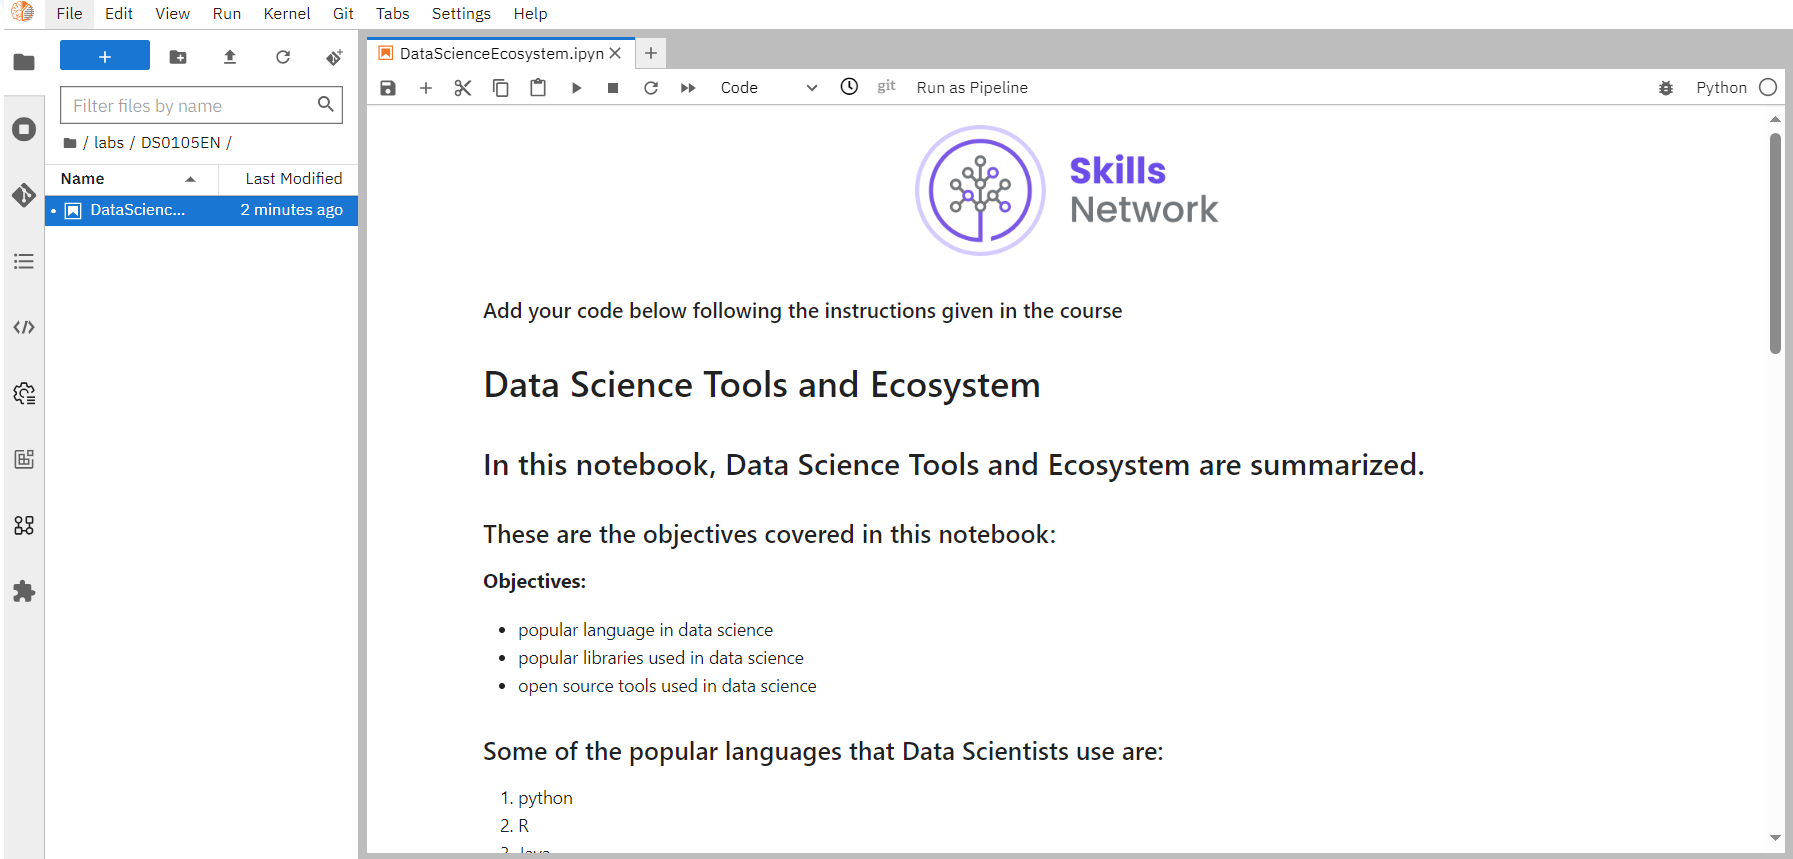 File Edit View Run Kernel Git Tabs Settings Help
+
Filter files by name
/ labs / DS0105EN /
Name Last Modified
DataScienc... 2 minutes ago
DataScienceEcosystem.ipyn
Code git Run as Pipeline Python
Skills
Network
Add your code below following the instructions given in the course
Data Science Tools and Ecosystem
In this notebook, Data Science Tools and Ecosystem are summarized.
These are the objectives covered in this notebook:
Objectives:
• popular language in data science
• popular libraries used in data science
• open source tools used in data science
Some of the popular languages that Data Scientists use are:
1. python
2. R
3. Java